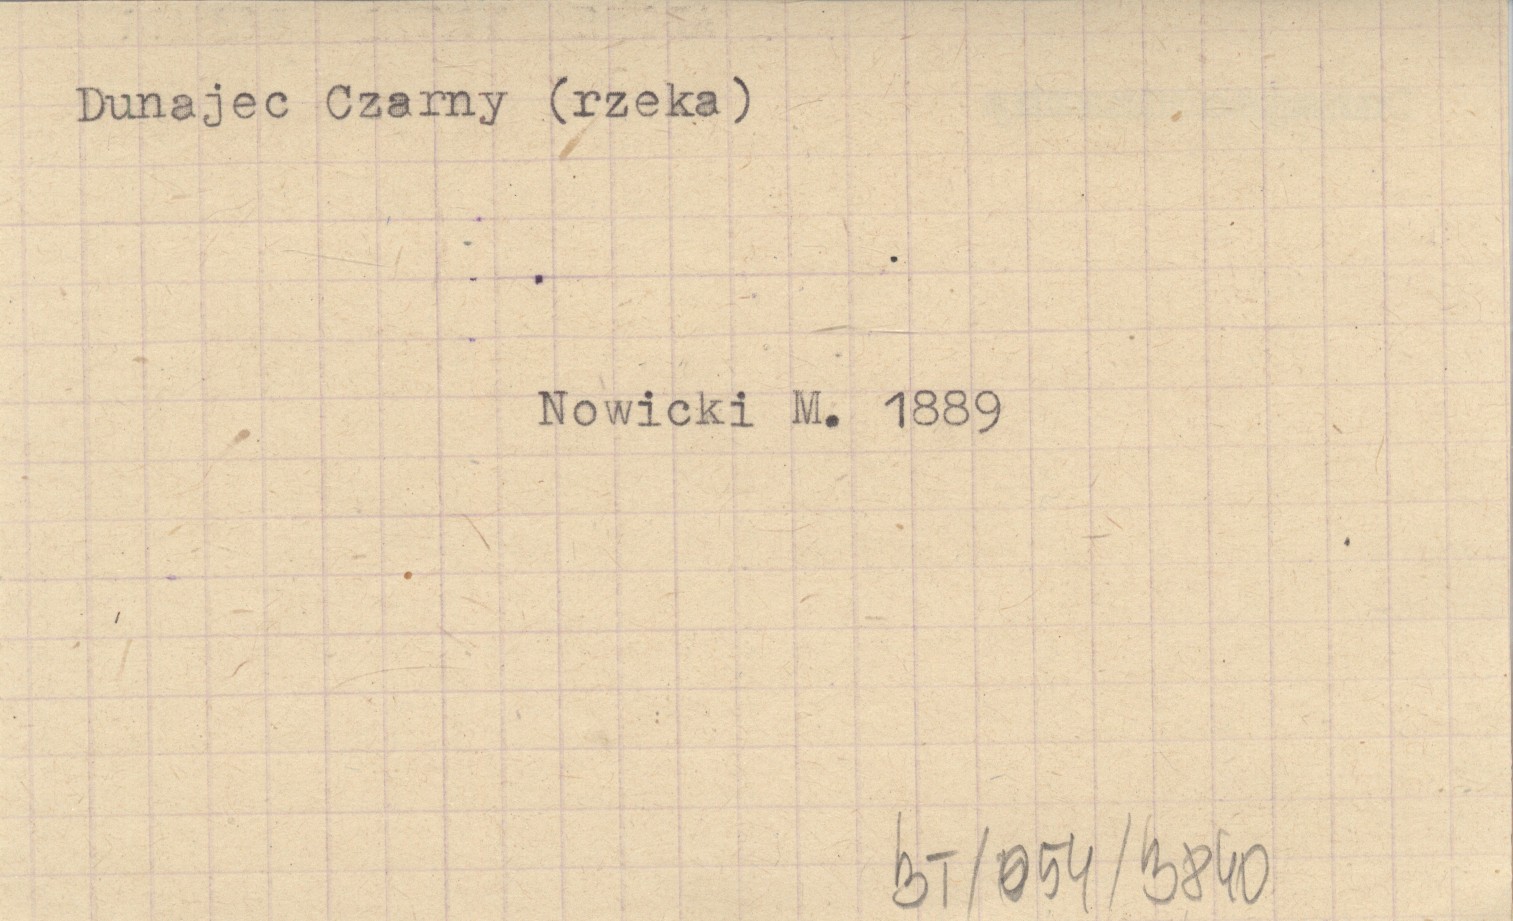 Dunajec Czarny (rzeka)
Nowicki M. 1889
BT/054/3840